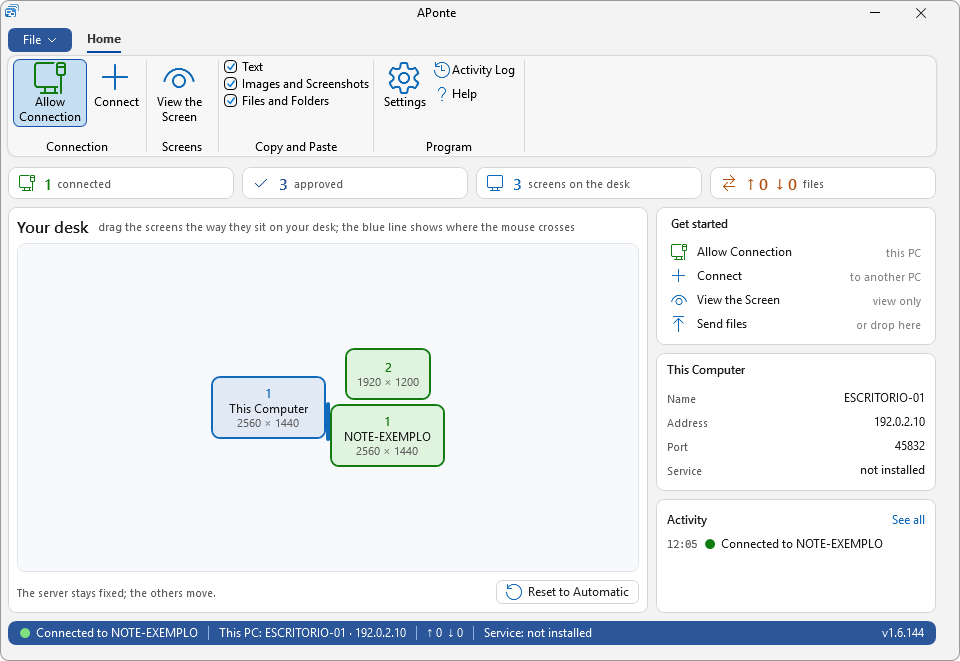 APonte
File
Home
Allow Connection
Connect
View the Screen
Text
Images and Screenshots
Files and Folders
Settings
Activity Log
Help
Connection
Screens
Copy and Paste
Program
1 connected
3 approved
3 screens on the desk
↑ 0 ↓ 0 files
Your desk drag the screens the way they sit on your desk; the blue line shows where the mouse crosses
1
This Computer
2560 × 1440
2
1920 × 1200
1
NOTE-EXEMPLO
2560 × 1440
The server stays fixed; the others move.
Reset to Automatic
Get started
Allow Connection this PC
Connect to another PC
View the Screen view only
Send files or drop here
This Computer
Name ESCRITORIO-01
Address 192.0.2.10
Port 45832
Service not installed
Activity See all
12:05 Connected to NOTE-EXEMPLO
Connected to NOTE-EXEMPLO This PC: ESCRITORIO-01 · 192.0.2.10 ↑ 0 ↓ 0 Service: not installed v1.6.144